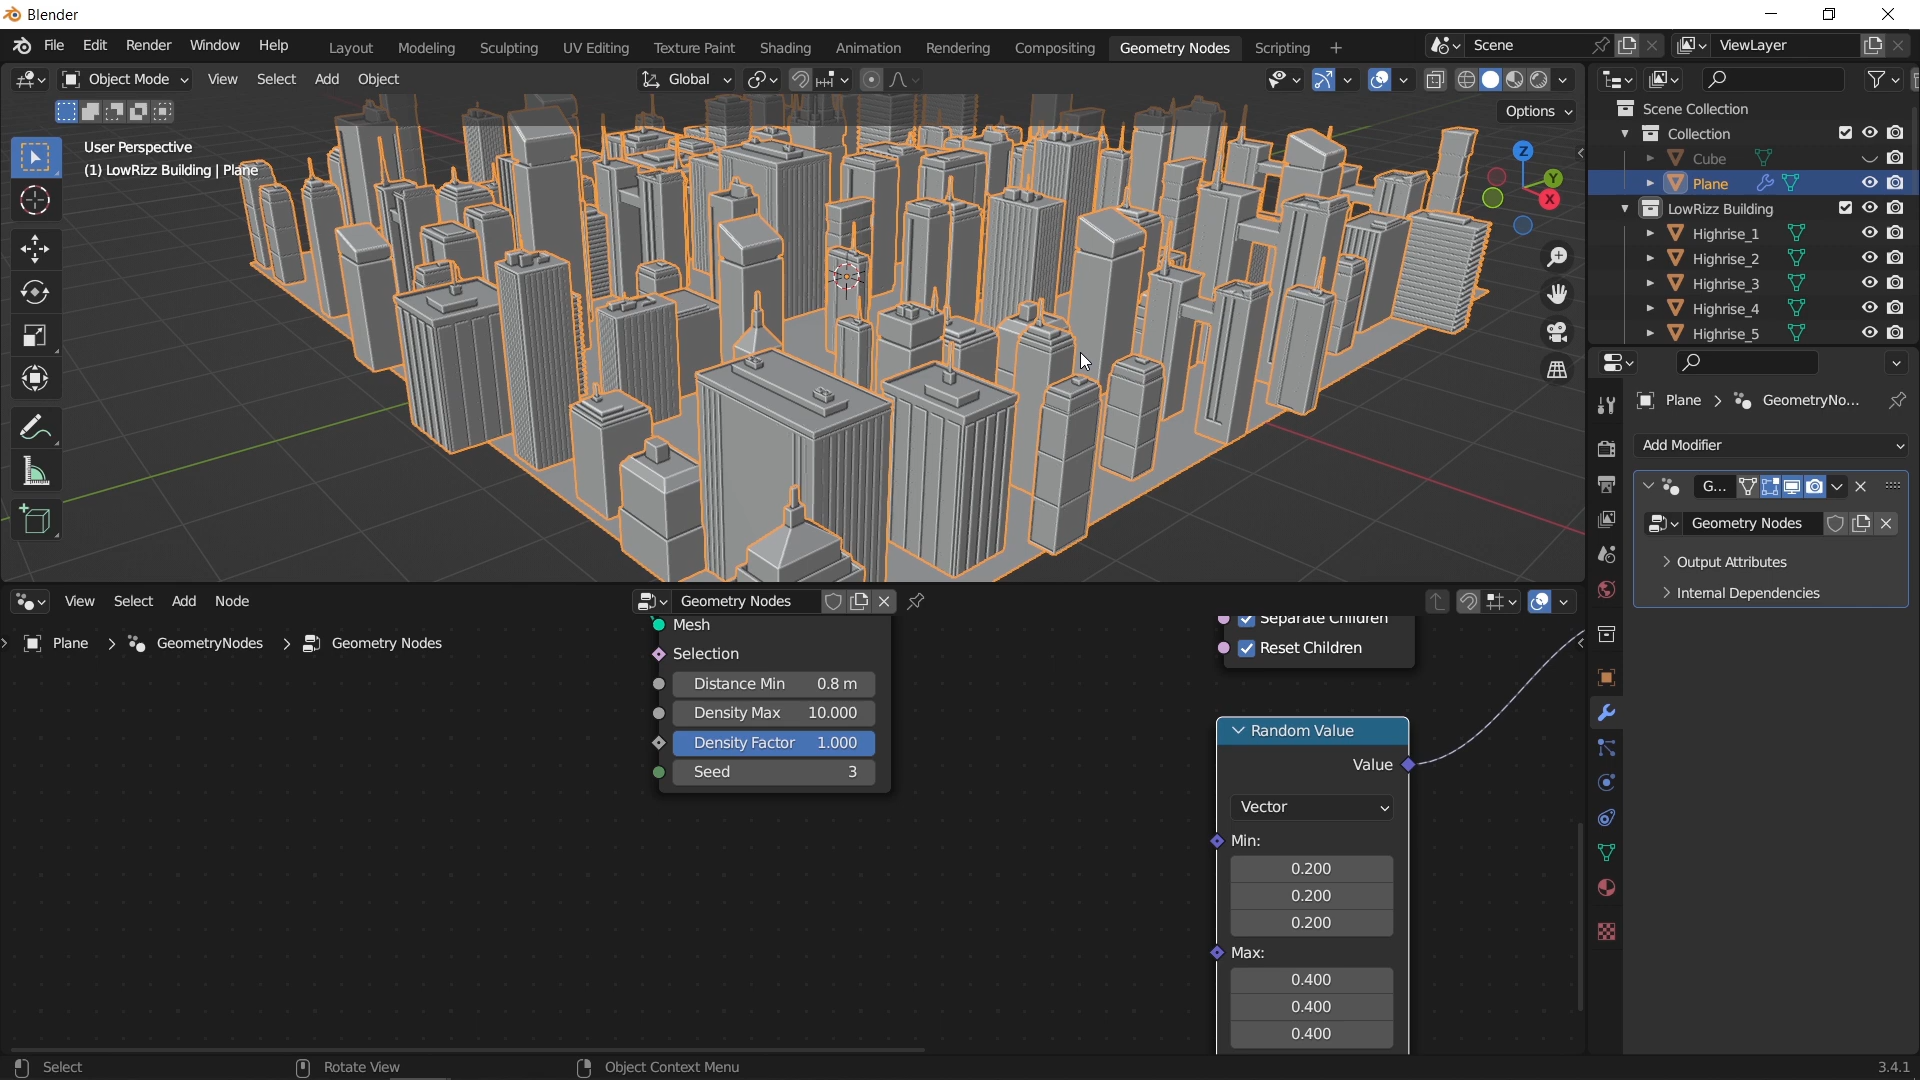 Blender
File Edit Render Window Help Layout Modeling Sculpting UV Editing Texture Paint Shading Animation Rendering Compositing Geometry Nodes Scripting + Scene ViewLayer
Object Mode View Select Add Object Global
Options
User Perspective
(1) LowRizz Building | Plane
Z
Y
X
Scene Collection
Collection
Cube
Plane
LowRizz Building
Highrise_1
Highrise_2
Highrise_3
Highrise_4
Highrise_5
Plane > GeometryNo...
Add Modifier
G...
Geometry Nodes
Output Attributes
Internal Dependencies
View Select Add Node Geometry Nodes
Plane > GeometryNodes > Geometry Nodes
Mesh
Selection
Distance Min 0.8 m
Density Max 10.000
Density Factor 1.000
Seed 3
Separate Children
Reset Children
Random Value
Value
Vector
Min:
0.200
0.200
0.200
Max:
0.400
0.400
0.400
Select Rotate View Object Context Menu 3.4.1